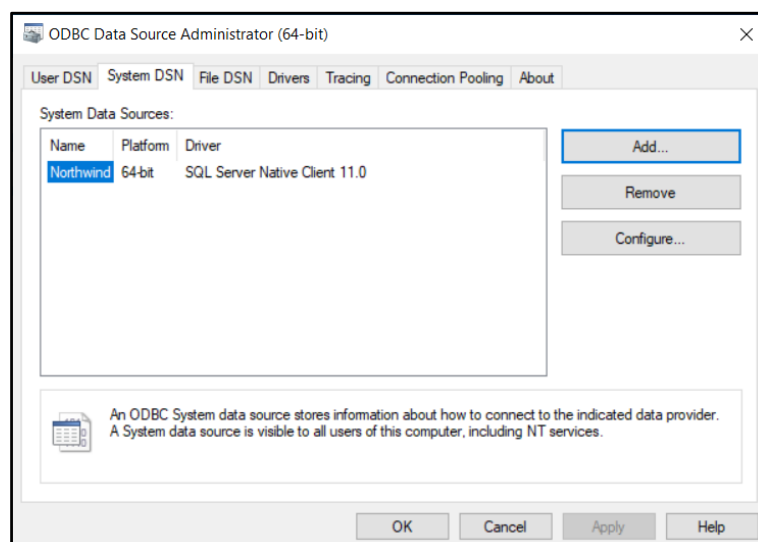 ODBC Data Source Administrator (64-bit)
User DSN System DSN File DSN Drivers Tracing Connection Pooling About
System Data Sources:
Name Platform Driver
Northwind 64-bit SQL Server Native Client 11.0
Add...
Remove
Configure...
An ODBC System data source stores information about how to connect to the indicated data provider.
A System data source is visible to all users of this computer, including NT services.
OK Cancel Apply Help